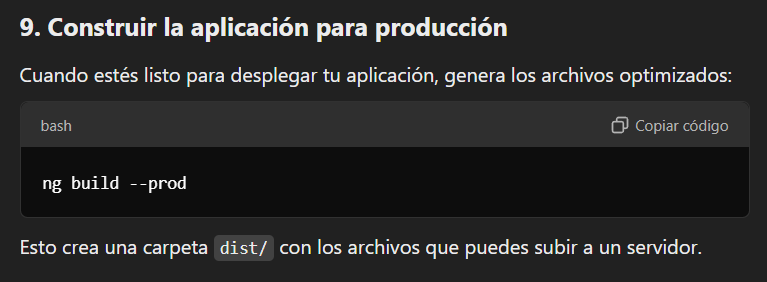 9. Construir la aplicación para producción
Cuando estés listo para desplegar tu aplicación, genera los archivos optimizados:
bash
Copiar código
ng build --prod
Esto crea una carpeta dist/ con los archivos que puedes subir a un servidor.